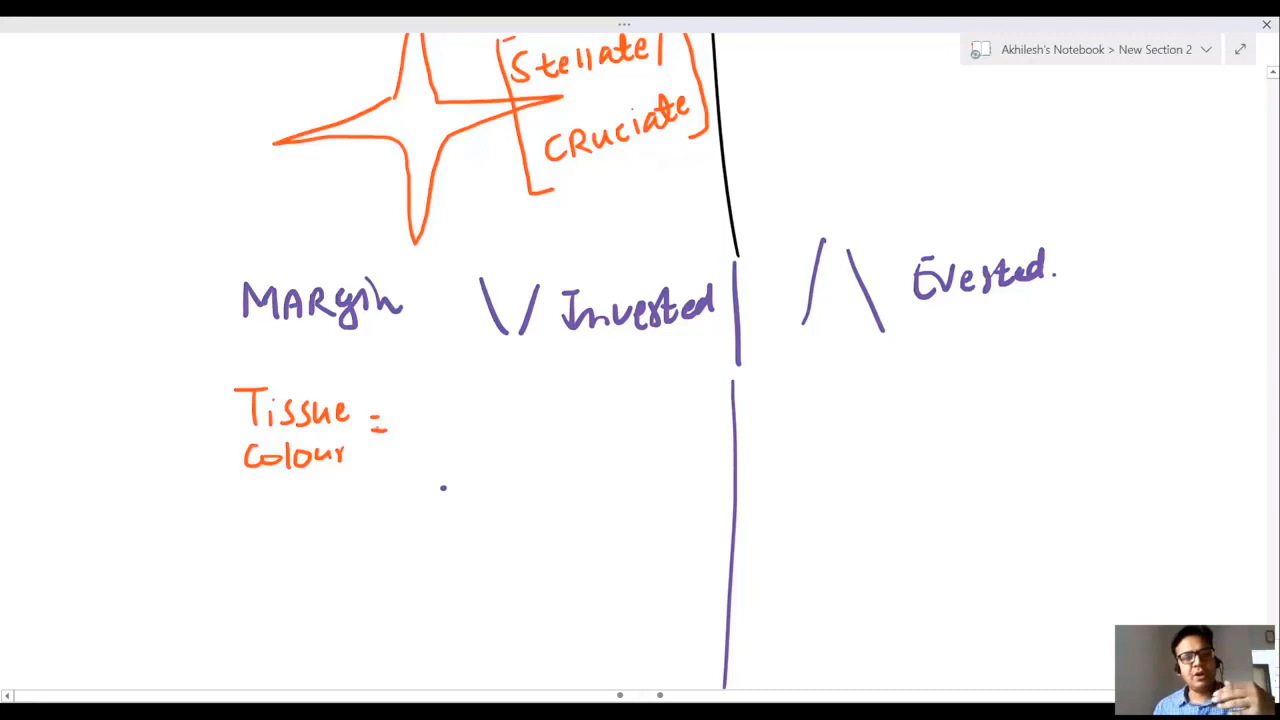 Akhilesh's Notebook > New Section 2
Stellate/
CRuciate
MARgin \/ Inverted | /\ Everted.
Tissue =
Colour